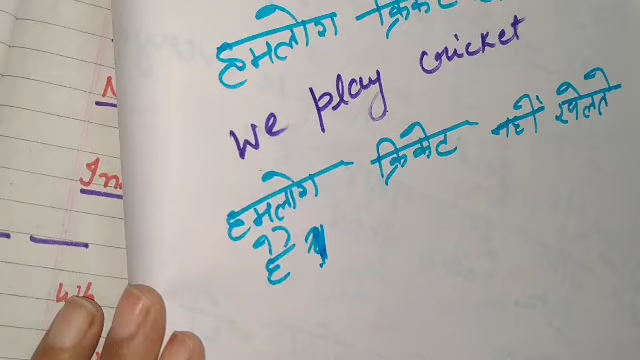 हमलोग क्रिकेट
We play cricket
हमलोग क्रिकेट नहीं खेलते
हैं।